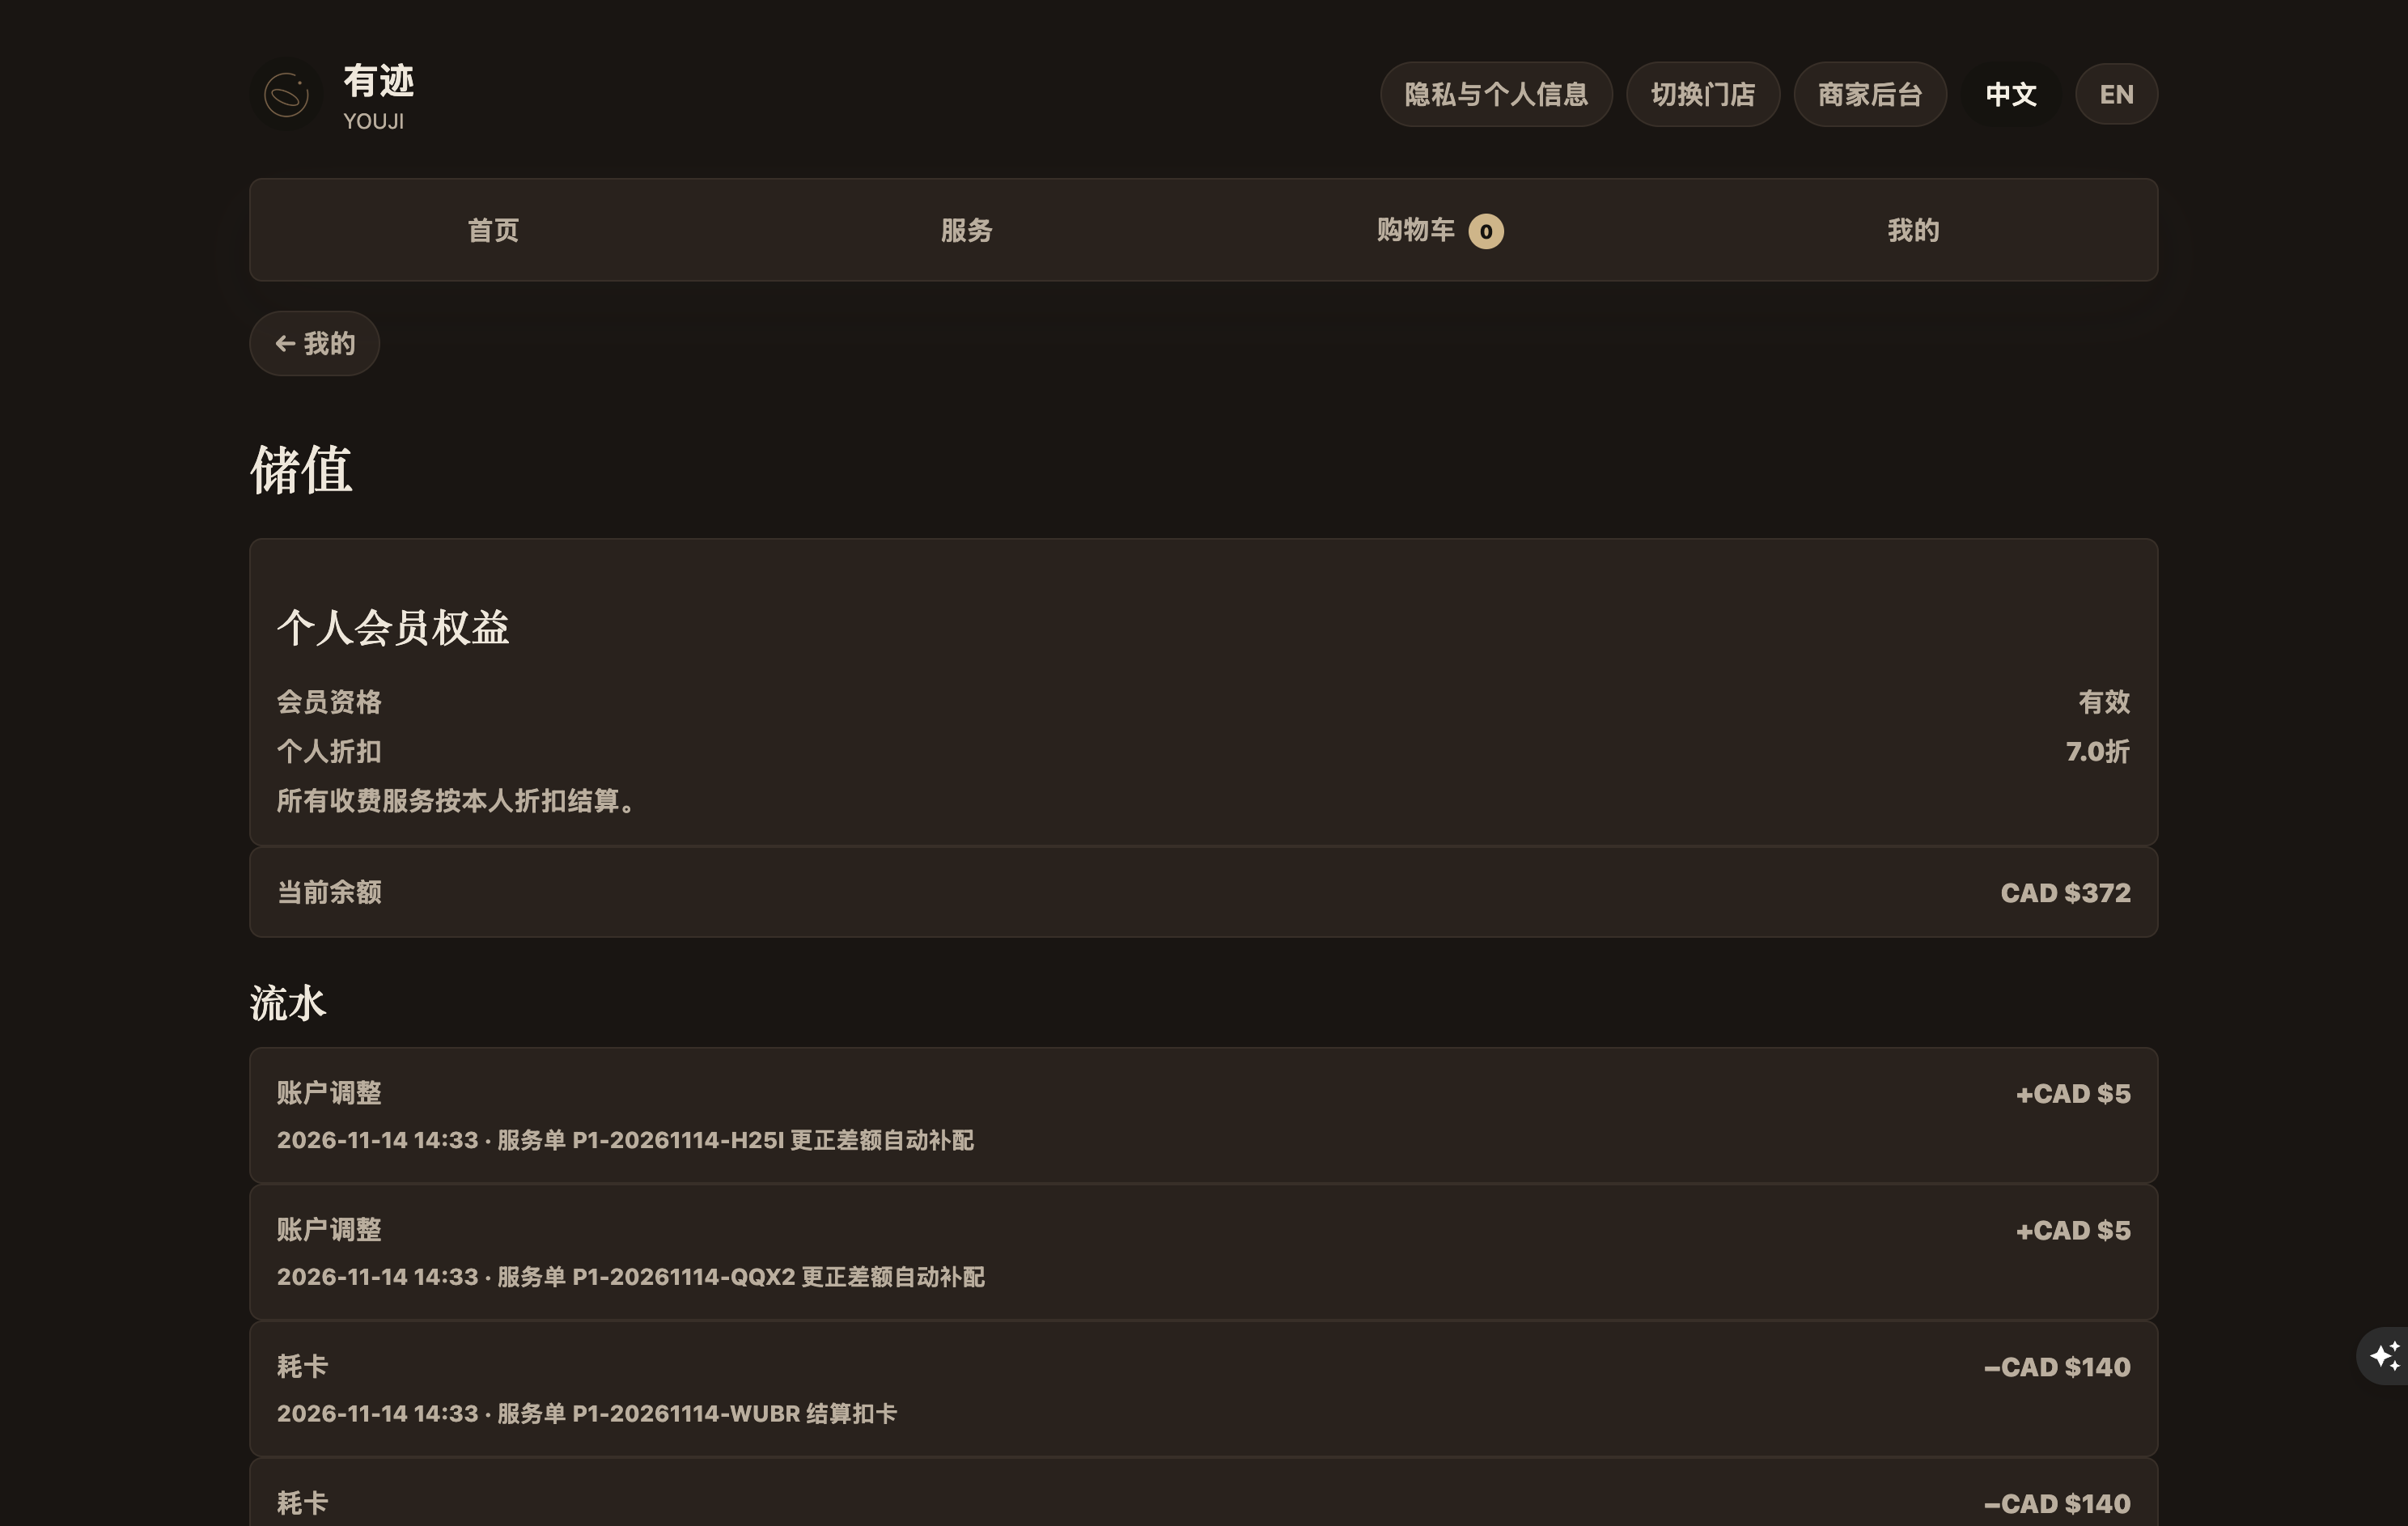 有迹
YOUJI
隐私与个人信息
切换门店
商家后台
中文
EN
首页
服务
购物车 0
我的
← 我的
储值
个人会员权益
会员资格 有效
个人折扣 7.0折
所有收费服务按本人折扣结算。
当前余额 CAD $372
流水
账户调整 +CAD $5
2026-11-14 14:33 · 服务单 P1-20261114-H25I 更正差额自动补配
账户调整 +CAD $5
2026-11-14 14:33 · 服务单 P1-20261114-QQX2 更正差额自动补配
耗卡 −CAD $140
2026-11-14 14:33 · 服务单 P1-20261114-WUBR 结算扣卡
耗卡 −CAD $140